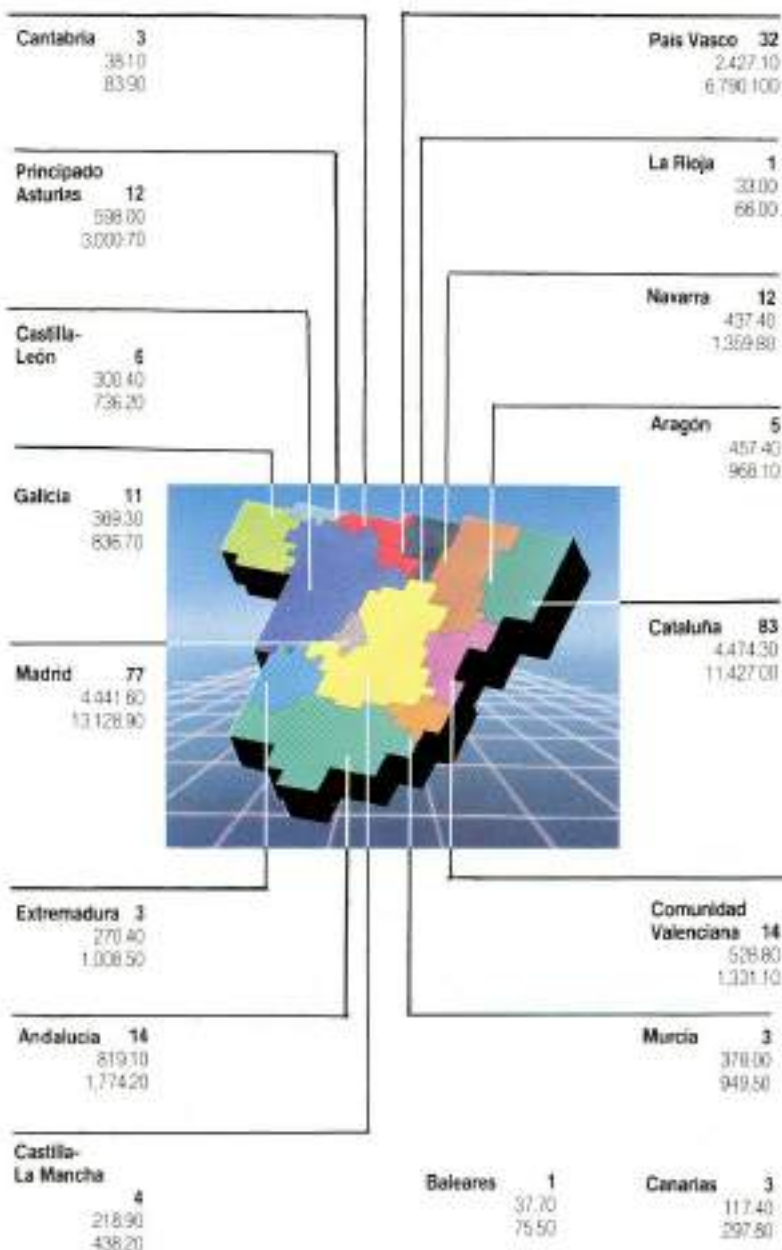 Cantabria 3
38.10
83.90
Principado
Asturias 12
598.00
3.000.70
Castilla-
León 6
300.40
736.20
Galicia 11
369.30
836.70
Madrid 77
4.441.60
13.128.90
Extremadura 3
270.40
1.008.50
Andalucía 14
819.10
1.774.20
Castilla-
La Mancha
4
218.90
438.20
País Vasco 32
2.427.10
6.790.100
La Rioja 1
33.00
66.00
Navarra 12
437.40
1.359.80
Aragón 5
457.40
968.10
Cataluña 83
4.474.30
11.427.00
Comunidad
Valenciana 14
528.80
1.331.10
Murcia 3
378.00
949.50
Baleares 1
37.70
75.50
Canarias 3
117.40
297.80